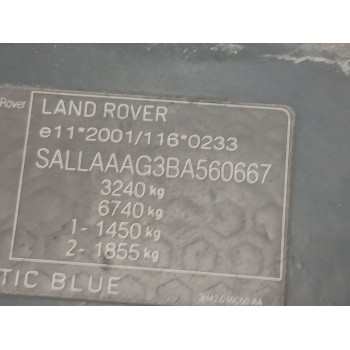 Rover
LAND ROVER
e11*2001/116*0233
SALLAAAG3BA560667
3240 kg
6740 kg
1- 1450 kg
2- 1855 kg
TIC BLUE